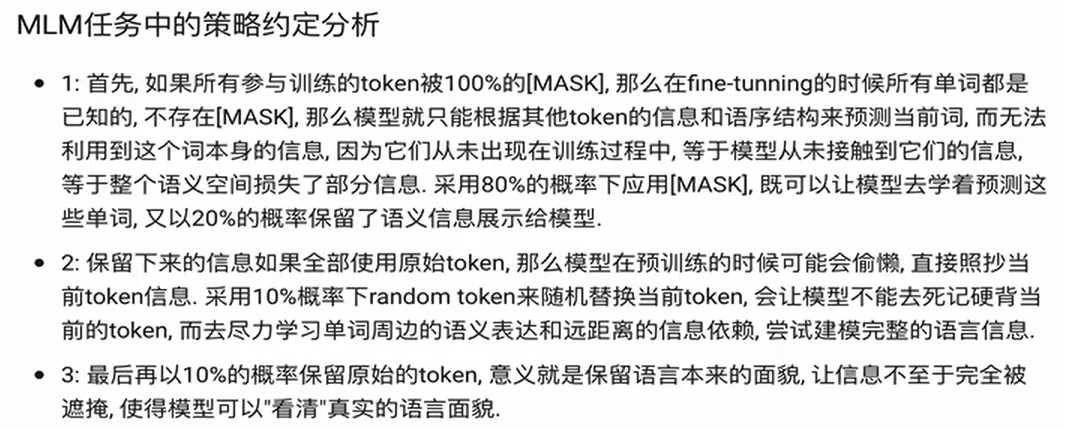 MLM任务中的策略约定分析
• 1: 首先, 如果所有参与训练的token被100%的[MASK], 那么在fine-tunning的时候所有单词都是
已知的, 不存在[MASK], 那么模型就只能根据其他token的信息和语序结构来预测当前词, 而无法
利用到这个词本身的信息, 因为它们从未出现在训练过程中, 等于模型从未接触到它们的信息,
等于整个语义空间损失了部分信息. 采用80%的概率下应用[MASK], 既可以让模型去学着预测这
些单词, 又以20%的概率保留了语义信息展示给模型.
• 2: 保留下来的信息如果全部使用原始token, 那么模型在预训练的时候可能会偷懒, 直接照抄当
前token信息. 采用10%概率下random token来随机替换当前token, 会让模型不能去死记硬背当
前的token, 而去尽力学习单词周边的语义表达和远距离的信息依赖, 尝试建模完整的语言信息.
• 3: 最后再以10%的概率保留原始的token, 意义就是保留语言本来的面貌, 让信息不至于完全被
遮掩, 使得模型可以"看清"真实的语言面貌.